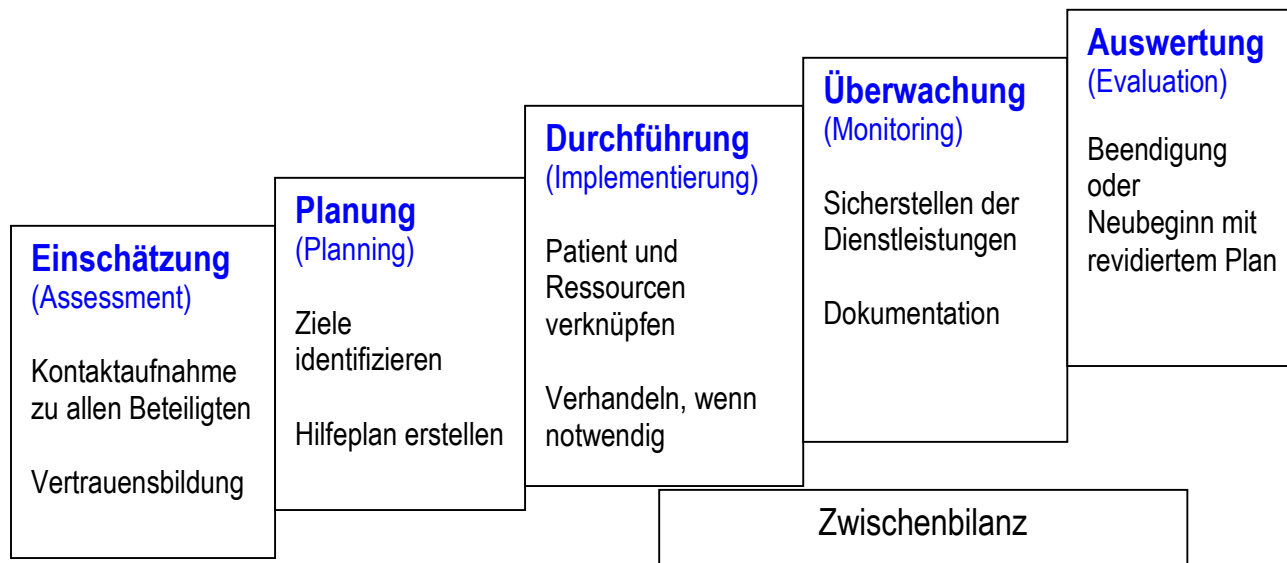 Einschätzung
(Assessment)
Kontaktaufnahme
zu allen Beteiligten
Vertrauensbildung
Planung
(Planning)
Ziele
identifizieren
Hilfeplan erstellen
Durchführung
(Implementierung)
Patient und
Ressourcen
verknüpfen
Verhandeln, wenn
notwendig
Überwachung
(Monitoring)
Sicherstellen der
Dienstleistungen
Dokumentation
Auswertung
(Evaluation)
Beendigung
oder
Neubeginn mit
revidiertem Plan
Zwischenbilanz